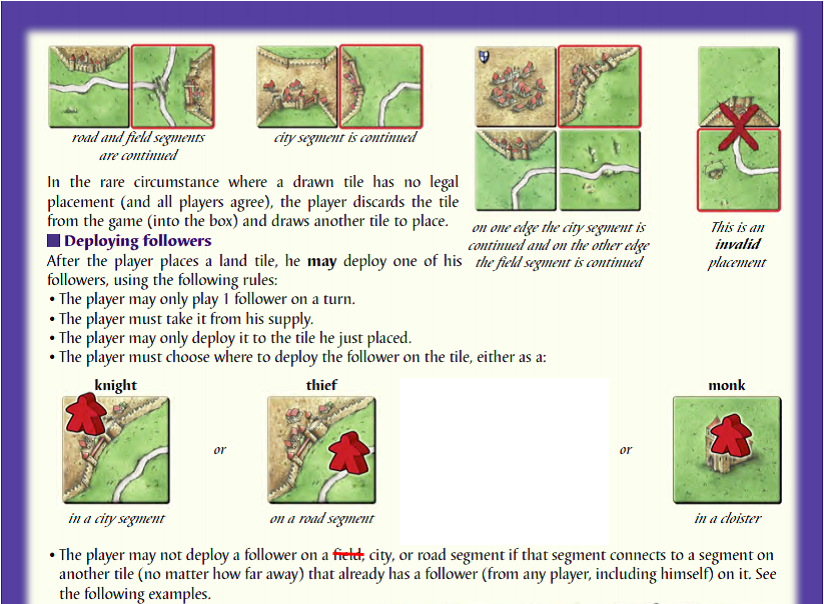 road and field segments
are continued
city segment is continued
on one edge the city segment is
continued and on the other edge
the field segment is continued
This is an
invalid
placement
In the rare circumstance where a drawn tile has no legal
placement (and all players agree), the player discards the tile
from the game (into the box) and draws another tile to place.
Deploying followers
After the player places a land tile, he may deploy one of his
followers, using the following rules:
• The player may only play 1 follower on a turn.
• The player must take it from his supply.
• The player may only deploy it to the tile he just placed.
• The player must choose where to deploy the follower on the tile, either as a:
knight
thief
monk
or
or
in a city segment
on a road segment
in a cloister
• The player may not deploy a follower on a field, city, or road segment if that segment connects to a segment on
another tile (no matter how far away) that already has a follower (from any player, including himself) on it. See
the following examples.